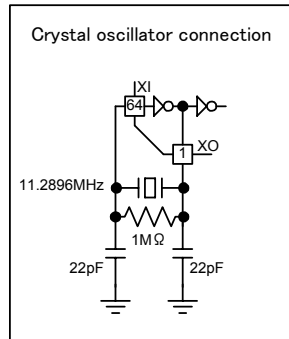 Crystal oscillator connection
XI
64
XO
1
11.2896MHz
1MΩ
22pF
22pF